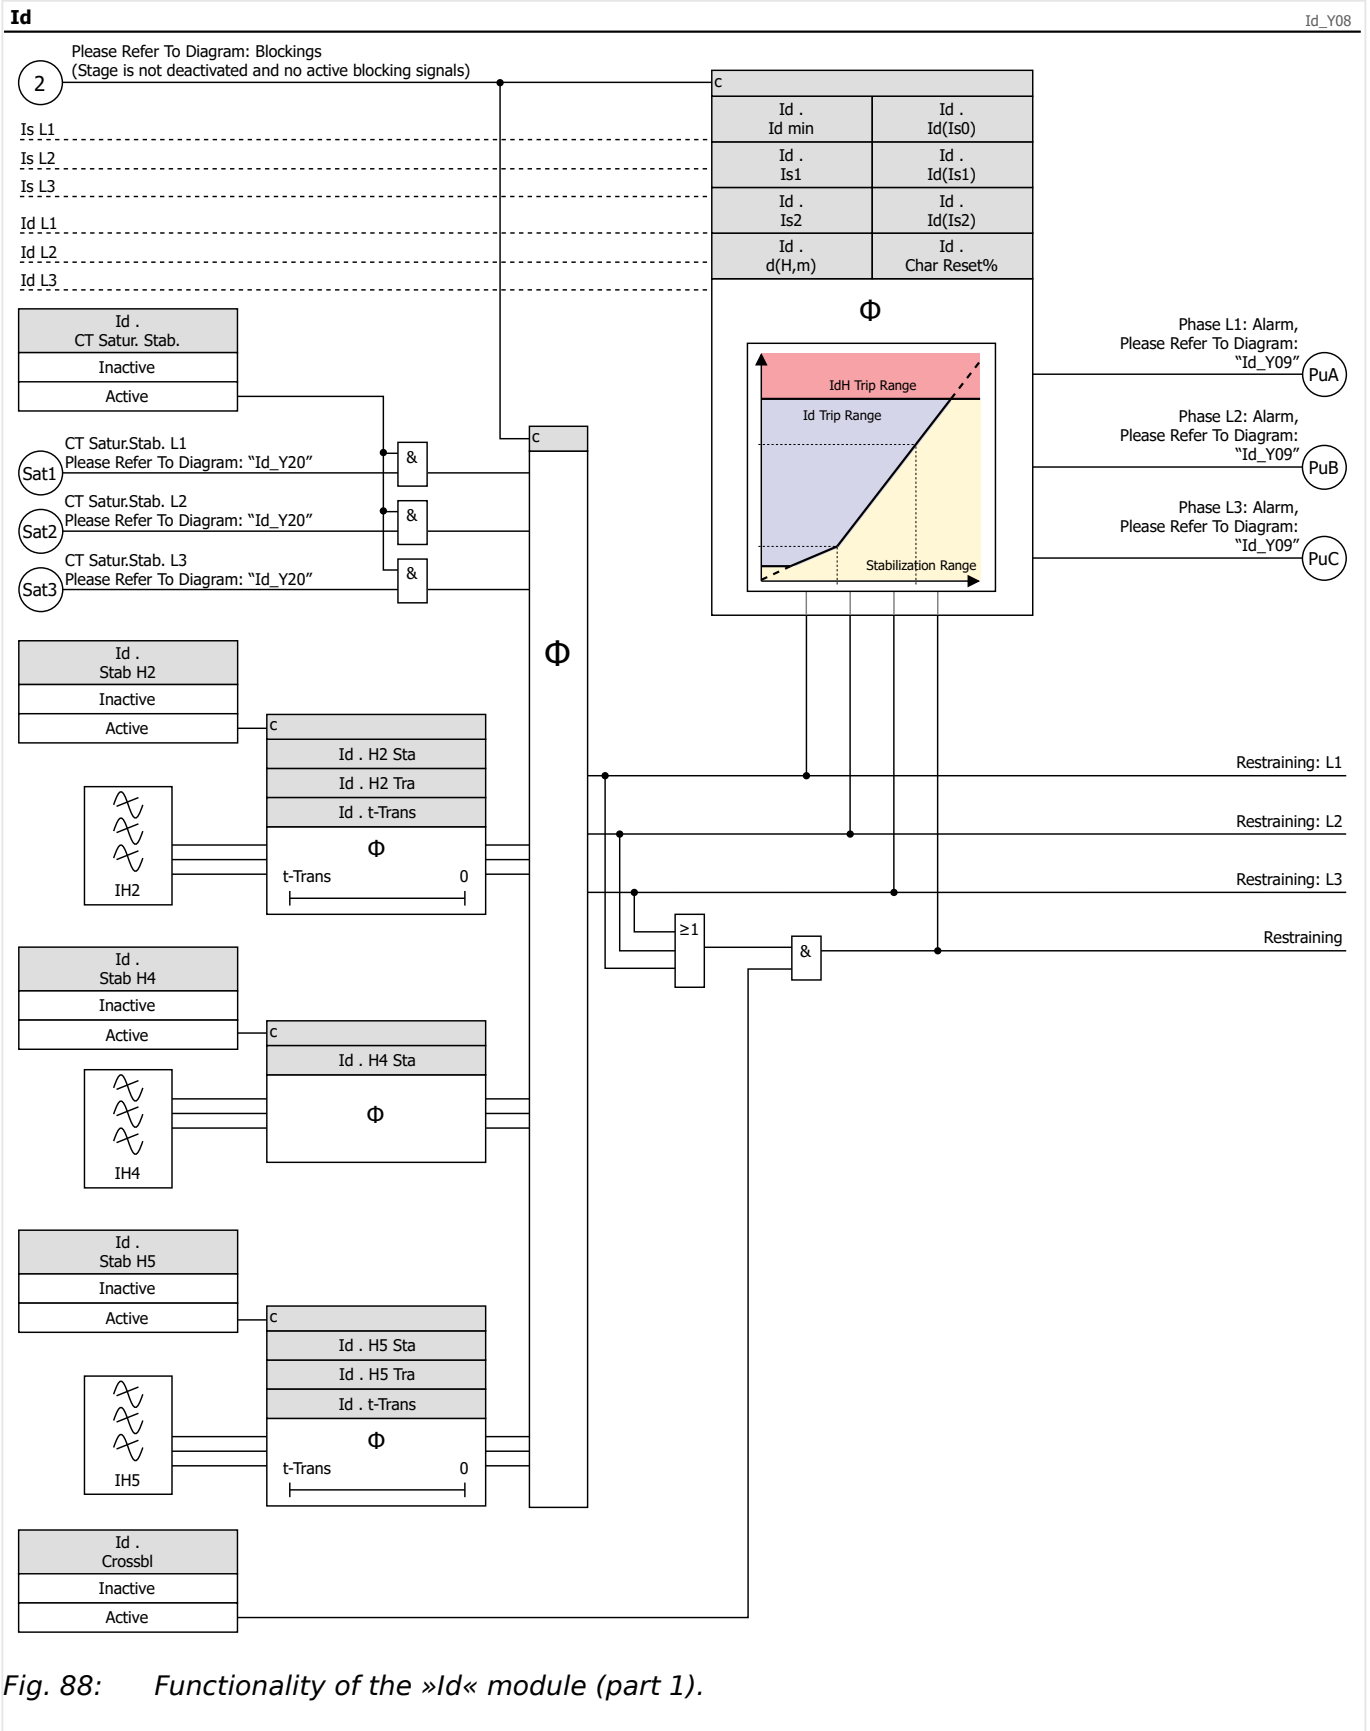 Id
Id_Y08
Please Refer To Diagram: Blockings
2
(Stage is not deactivated and no active blocking signals)
c
Id .
Id min
Id .
Id(Is0)
Id .
Is1
Id .
Id(Is1)
Id .
Is2
Id .
Id(Is2)
Id .
d(H,m)
Id .
Char Reset%
Φ
Is L1
Is L2
Is L3
Id L1
Id L2
Id L3
IdH Trip Range
Id Trip Range
Stabilization Range
Phase L1: Alarm,
Please Refer To Diagram:
“Id_Y09”
PuA
Phase L2: Alarm,
Please Refer To Diagram:
“Id_Y09”
PuB
Phase L3: Alarm,
Please Refer To Diagram:
“Id_Y09”
PuC
Id .
CT Satur. Stab.
Inactive
Active
CT Satur.Stab. L1
Please Refer To Diagram: “Id_Y20”
Sat1
&
CT Satur.Stab. L2
Please Refer To Diagram: “Id_Y20”
Sat2
&
CT Satur.Stab. L3
Please Refer To Diagram: “Id_Y20”
Sat3
&
c
Φ
Id .
Stab H2
Inactive
Active
c
Id . H2 Sta
Id . H2 Tra
Id . t-Trans
Φ
t-Trans 0
IH2
Restraining: L1
Restraining: L2
Restraining: L3
≥1
&
Restraining
Id .
Stab H4
Inactive
Active
c
Id . H4 Sta
Φ
IH4
Id .
Stab H5
Inactive
Active
c
Id . H5 Sta
Id . H5 Tra
Id . t-Trans
Φ
t-Trans 0
IH5
Id .
Crossbl
Inactive
Active
Fig. 88: Functionality of the »Id« module (part 1).